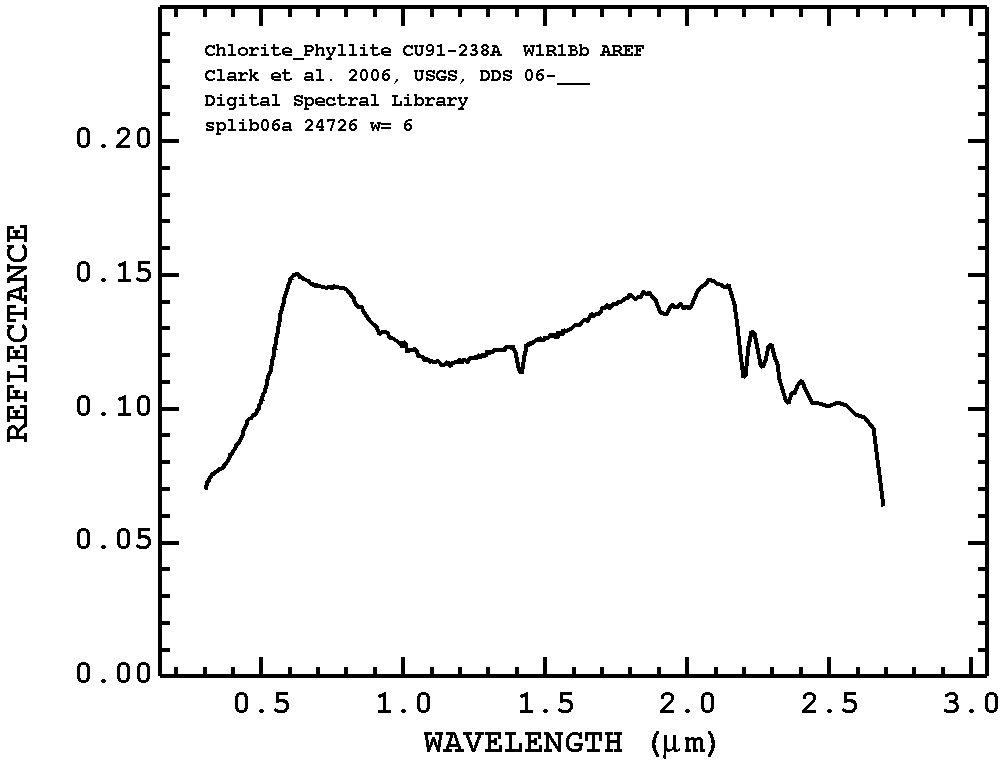 Chlorite_Phyllite CU91-238A W1R1Bb AREF
Clark et al. 2006, USGS, DDS 06-___
Digital Spectral Library
splib06a 24726 w= 6
0.20
0.15
0.10
0.05
0.00
REFLECTANCE
0.5 1.0 1.5 2.0 2.5 3.0
WAVELENGTH (μm)